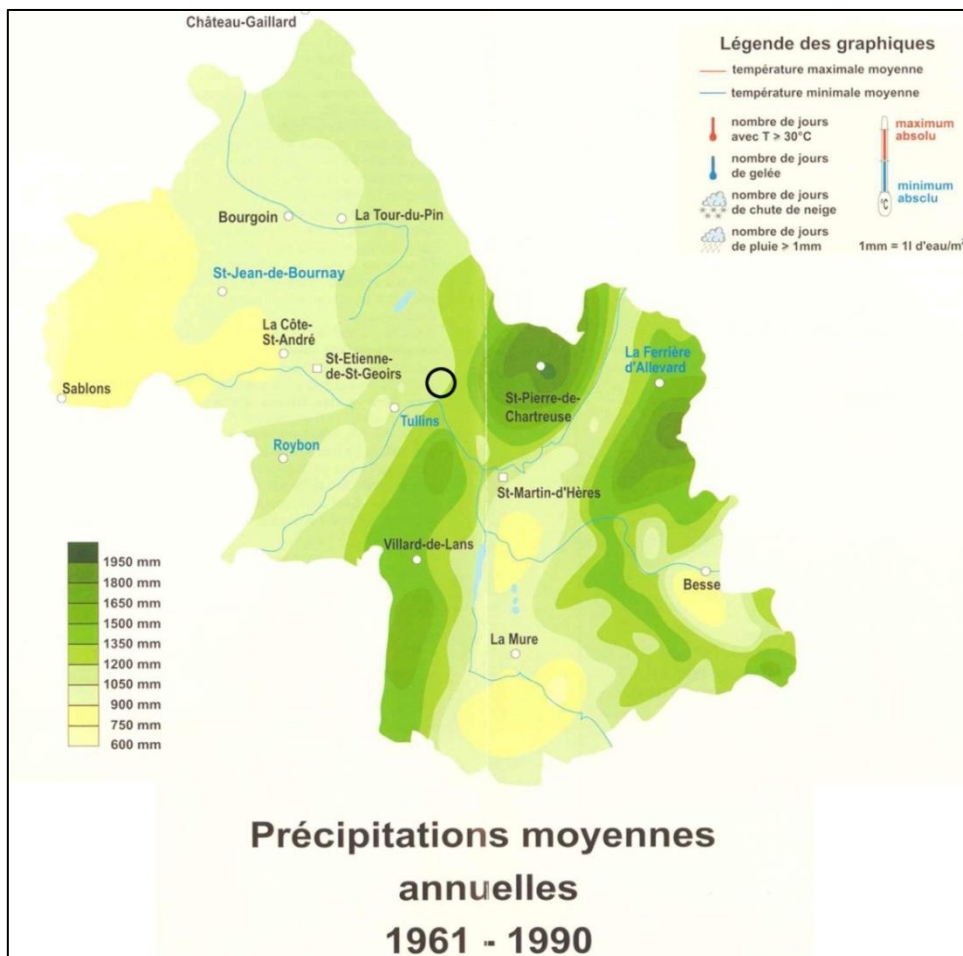 Château-Gaillard
Légende des graphiques
température maximale moyenne
température minimale moyenne
nombre de jours
avec T > 30°C
maximum
absolu
nombre de jours
de gelée
°C
minimum
absclu
nombre de jours
de chute de neige
nombre de jours
de pluie > 1mm
1mm = 1l d'eau/m²
Bourgoin
La Tour-du-Pin
St-Jean-de-Bournay
La Côte-
St-André
St-Etienne-
de-St-Geoirs
Sablons
Tullins
Roybon
St-Pierre-de-
Chartreuse
La Ferrière
d'Allevard
St-Martin-d'Hères
Villard-de-Lans
Besse
La Mure
1950 mm
1800 mm
1650 mm
1500 mm
1350 mm
1200 mm
1050 mm
900 mm
750 mm
600 mm
Précipitations moyennes
annuelles
1961 - 1990